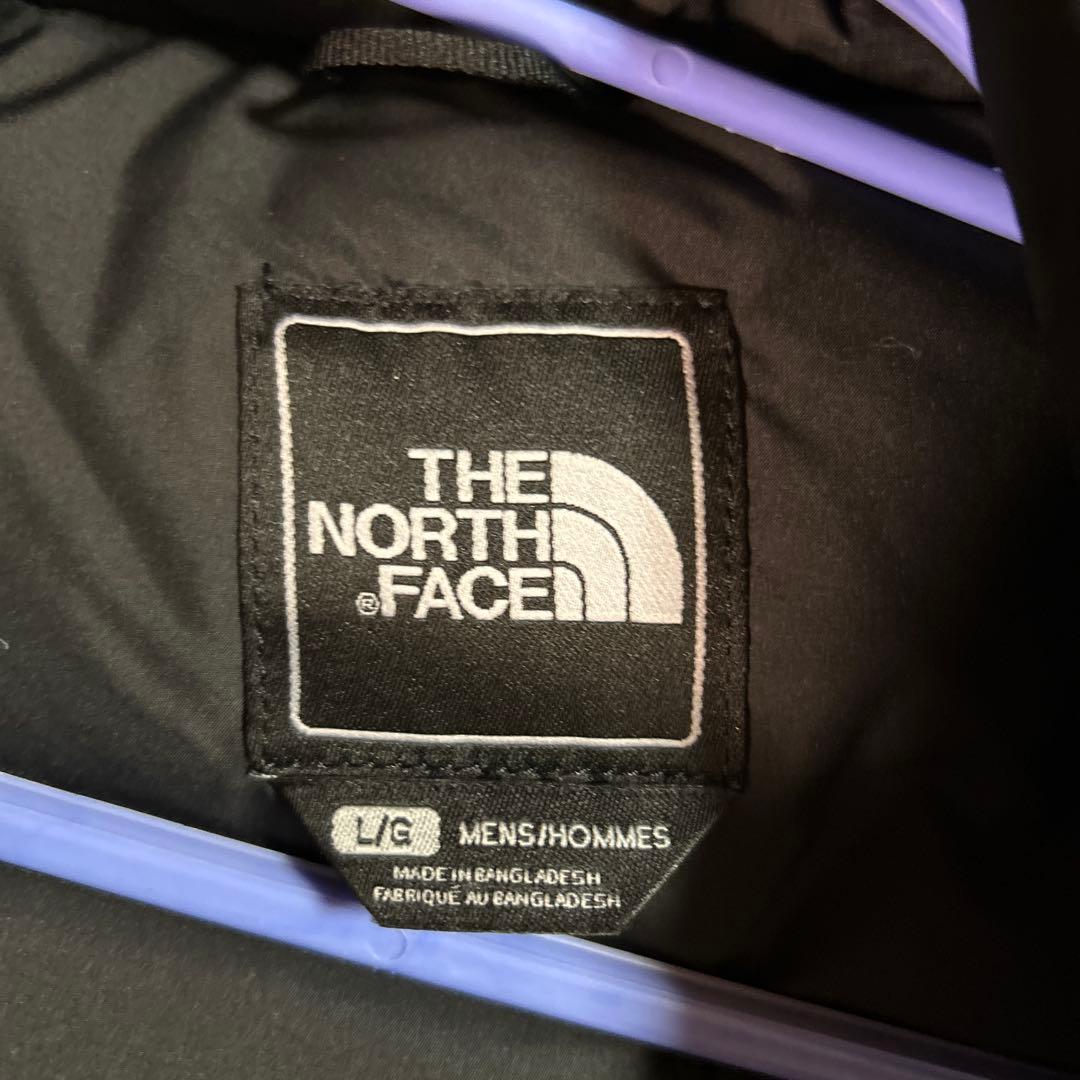 THE
NORTH
®FACE
L/G MENS/HOMMES
MADE IN BANGLADESH
FABRIQUÉ AU BANGLADESH